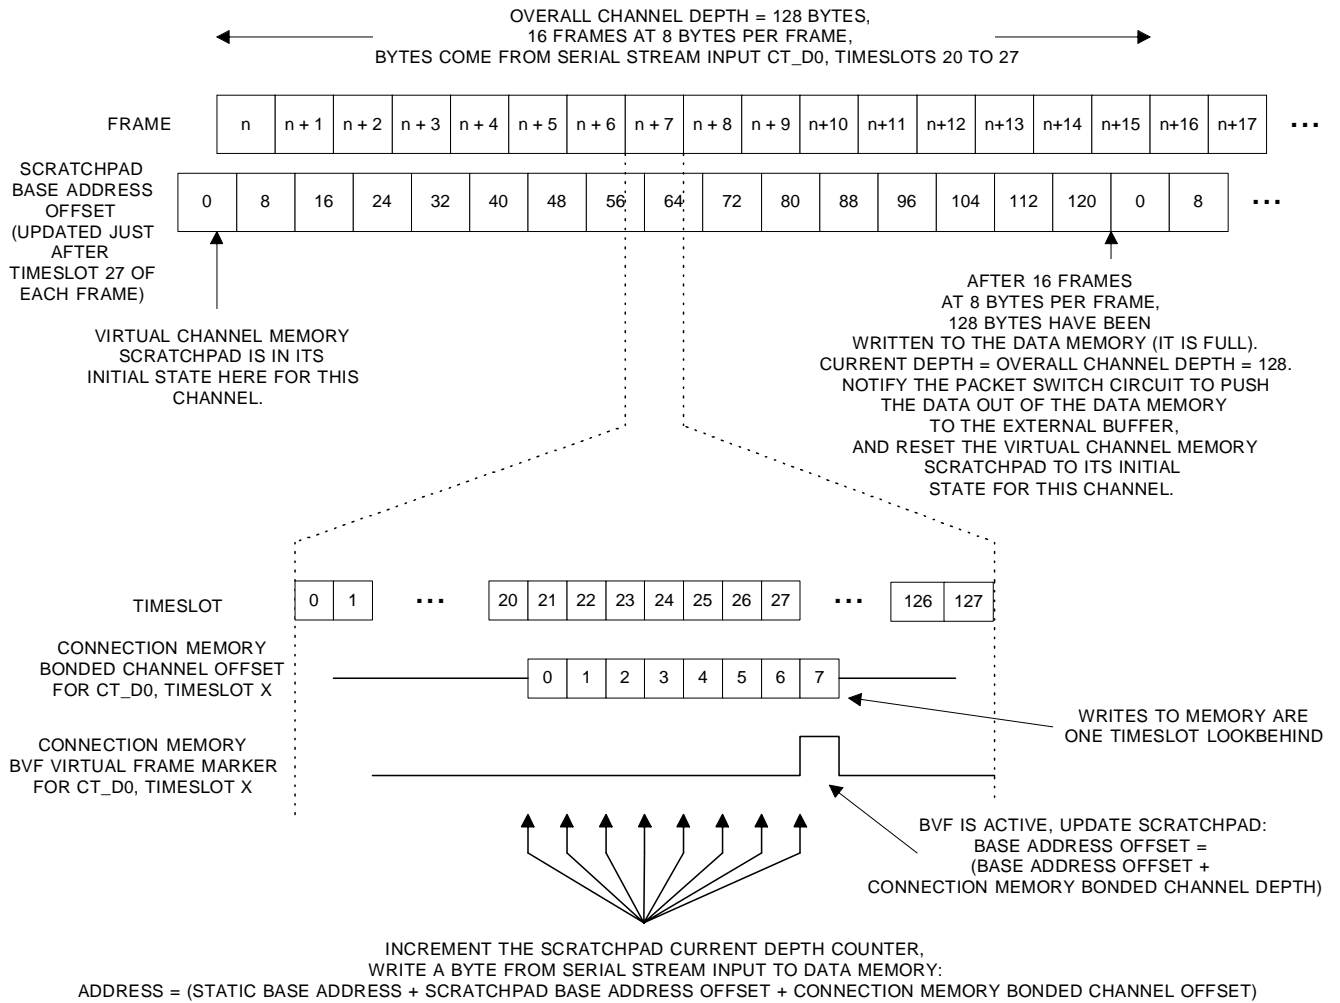 OVERALL CHANNEL DEPTH = 128 BYTES,
16 FRAMES AT 8 BYTES PER FRAME,
BYTES COME FROM SERIAL STREAM INPUT CT_D0, TIMESLOTS 20 TO 27
FRAME
n n + 1 n + 2 n + 3 n + 4 n + 5 n + 6 n + 7 n + 8 n + 9 n+10 n+11 n+12 n+13 n+14 n+15 n+16 n+17 ...
SCRATCHPAD
BASE ADDRESS
OFFSET
(UPDATED JUST
AFTER
TIMESLOT 27 OF
EACH FRAME)
0 8 16 24 32 40 48 56 64 72 80 88 96 104 112 120 0 8 ...
VIRTUAL CHANNEL MEMORY
SCRATCHPAD IS IN ITS
INITIAL STATE HERE FOR THIS
CHANNEL.
AFTER 16 FRAMES
AT 8 BYTES PER FRAME,
128 BYTES HAVE BEEN
WRITTEN TO THE DATA MEMORY (IT IS FULL).
CURRENT DEPTH = OVERALL CHANNEL DEPTH = 128.
NOTIFY THE PACKET SWITCH CIRCUIT TO PUSH
THE DATA OUT OF THE DATA MEMORY
TO THE EXTERNAL BUFFER,
AND RESET THE VIRTUAL CHANNEL MEMORY
SCRATCHPAD TO ITS INITIAL
STATE FOR THIS CHANNEL.
TIMESLOT
0 1 ... 20 21 22 23 24 25 26 27 ... 126 127
CONNECTION MEMORY
BONDED CHANNEL OFFSET
FOR CT_D0, TIMESLOT X
0 1 2 3 4 5 6 7
WRITES TO MEMORY ARE
ONE TIMESLOT LOOKBEHIND
CONNECTION MEMORY
BVF VIRTUAL FRAME MARKER
FOR CT_D0, TIMESLOT X
BVF IS ACTIVE, UPDATE SCRATCHPAD:
BASE ADDRESS OFFSET =
(BASE ADDRESS OFFSET +
CONNECTION MEMORY BONDED CHANNEL DEPTH)
INCREMENT THE SCRATCHPAD CURRENT DEPTH COUNTER,
WRITE A BYTE FROM SERIAL STREAM INPUT TO DATA MEMORY:
ADDRESS = (STATIC BASE ADDRESS + SCRATCHPAD BASE ADDRESS OFFSET + CONNECTION MEMORY BONDED CHANNEL OFFSET)